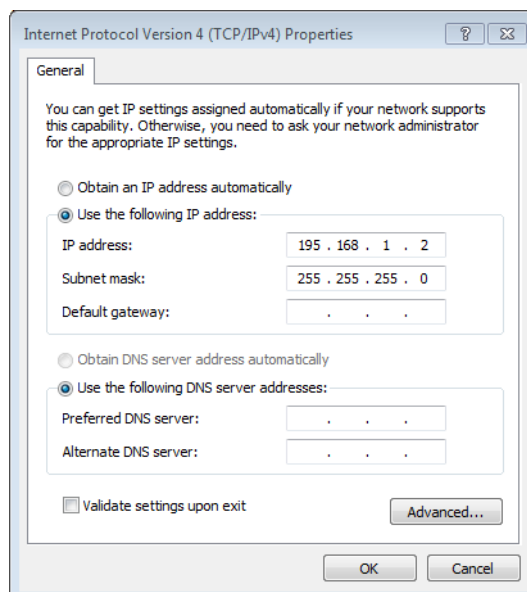 Internet Protocol Version 4 (TCP/IPv4) Properties
General
You can get IP settings assigned automatically if your network supports
this capability. Otherwise, you need to ask your network administrator
for the appropriate IP settings.
Obtain an IP address automatically
Use the following IP address:
IP address: 195 . 168 . 1 . 2
Subnet mask: 255 . 255 . 255 . 0
Default gateway: . . .
Obtain DNS server address automatically
Use the following DNS server addresses:
Preferred DNS server: . . .
Alternate DNS server: . . .
Validate settings upon exit
Advanced...
OK Cancel